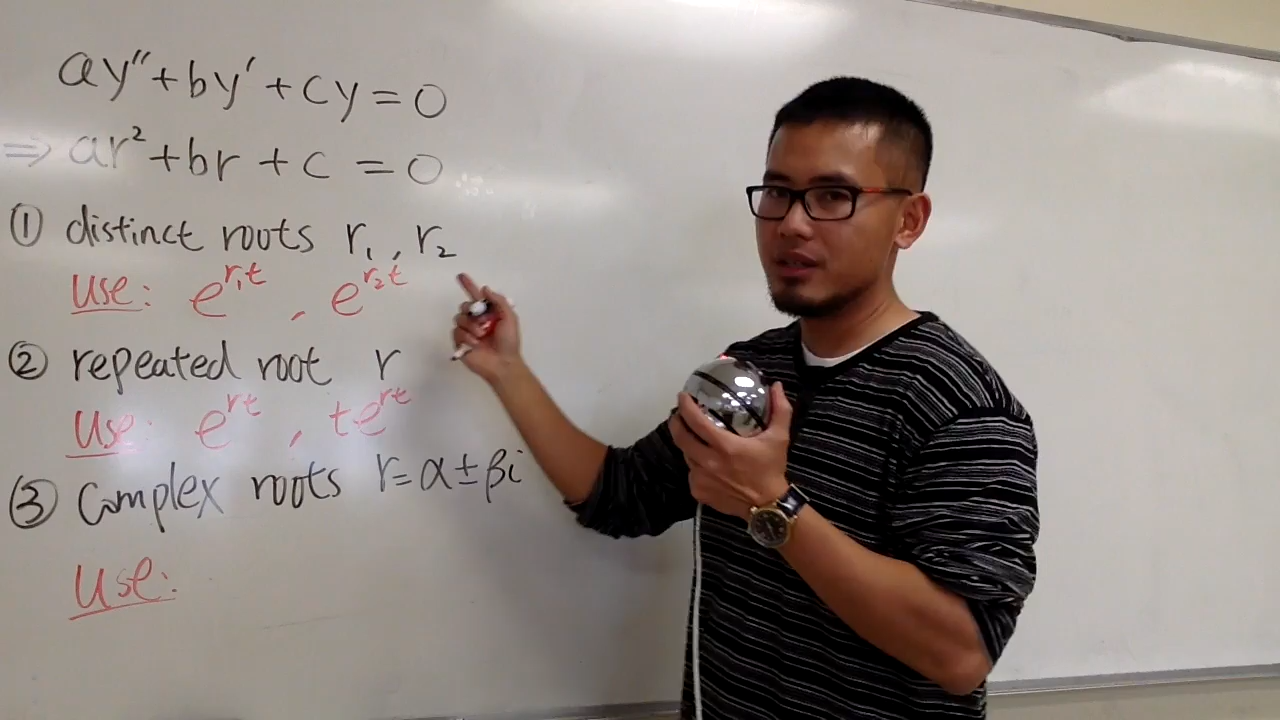 ay″ + by′ + cy = 0
⇒ ar² + br + c = 0
① distinct roots r₁, r₂
Use: e^{r₁t}, e^{r₂t}
② repeated root r
Use: e^{rt}, te^{rt}
③ Complex roots r = α ± βi
Use: